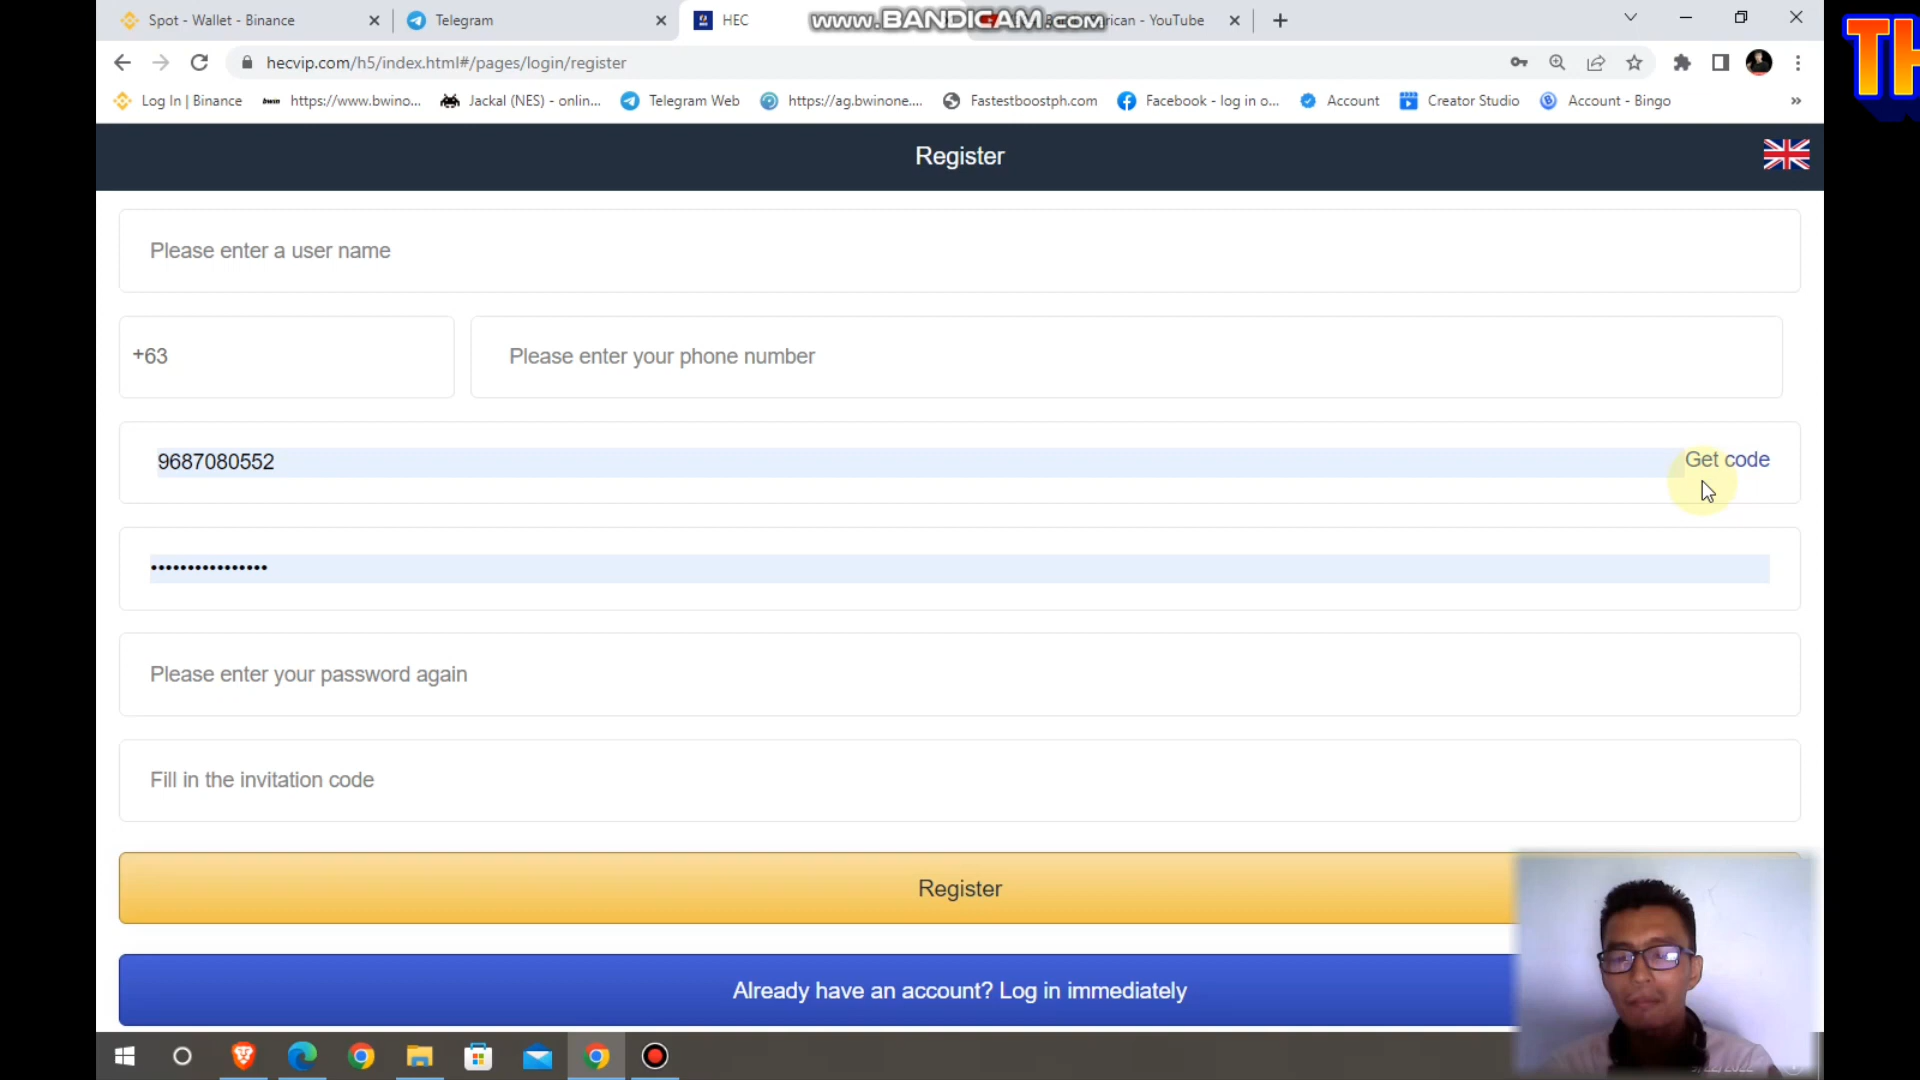 Spot - Wallet - Binance
Telegram
HEC
www.BANDICAM.com
rican - YouTube
hecvip.com/h5/index.html#/pages/login/register
Log In | Binance
bwin https://www.bwino...
Jackal (NES) - onlin...
Telegram Web
https://ag.bwinone....
Fastestboostph.com
Facebook - log in o...
Account
Creator Studio
Account - Bingo
»
TH
Register
Please enter a user name
+63
Please enter your phone number
9687080552
Get code
••••••••••••••••
Please enter your password again
Fill in the invitation code
Register
Already have an account? Log in immediately